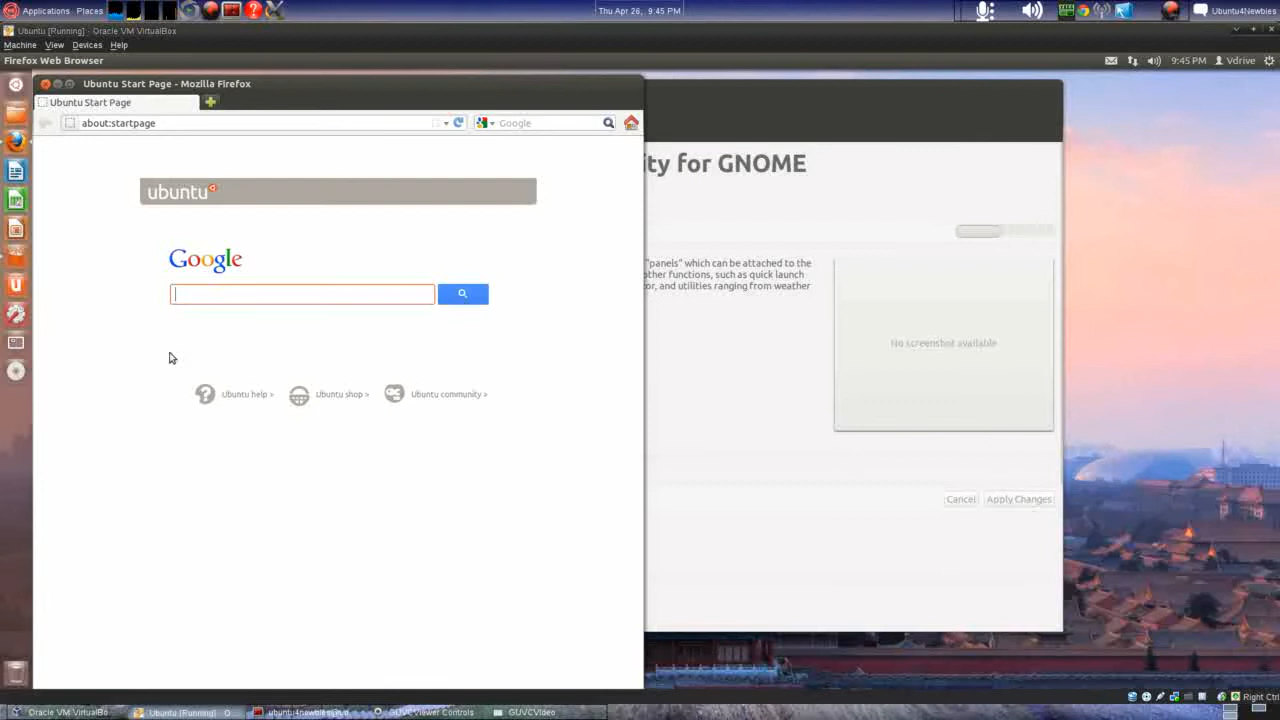 Applications Places
Thu Apr 26, 9:45 PM
Ubuntu4Newbies
Ubuntu [Running] - Oracle VM VirtualBox
Machine View Devices Help
Firefox Web Browser
9:45 PM
Vdrive
Ubuntu Start Page - Mozilla Firefox
Ubuntu Start Page
about:startpage
Google
ity for GNOME
ubuntu
Google
"panels" which can be attached to the
other functions, such as quick launch
or, and utilities ranging from weather
No screenshot available
Ubuntu help >
Ubuntu shop >
Ubuntu community >
Cancel
Apply Changes
Right Ctrl
Oracle VM VirtualBo
Ubuntu [Running] - O
GUVCViewer Controls
GUVCVideo